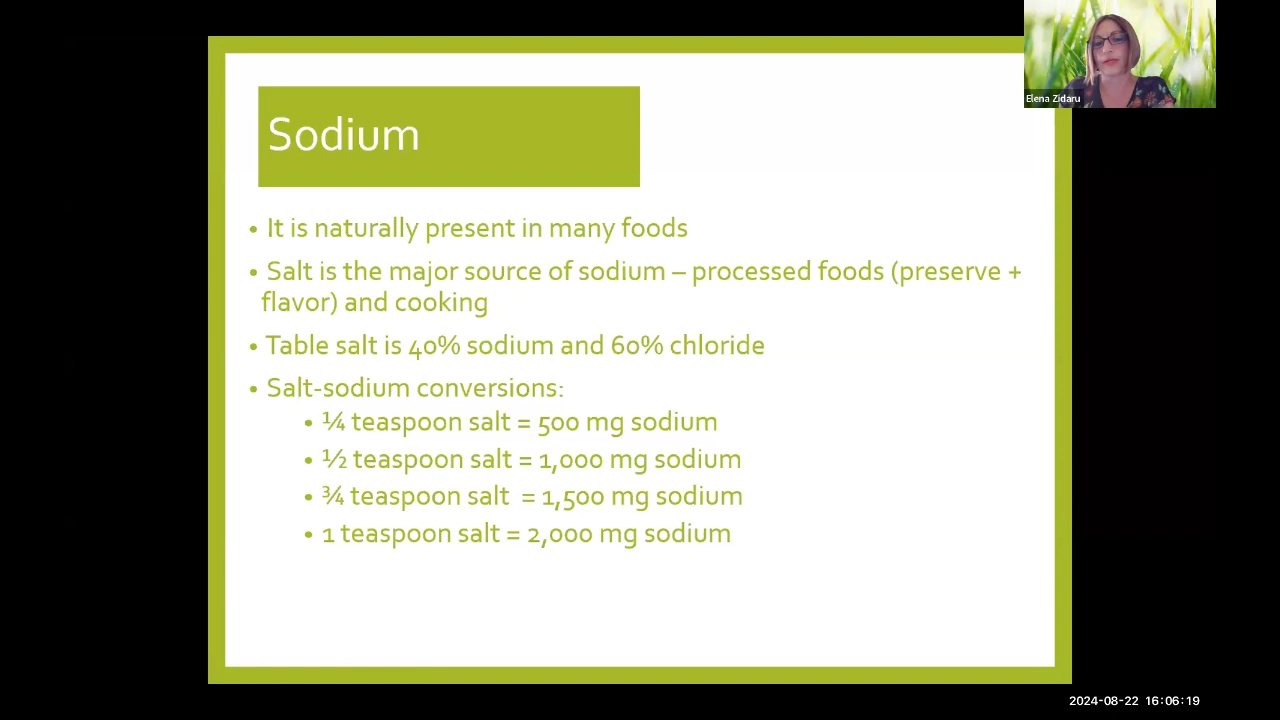 Elena Zidaru
Sodium
• It is naturally present in many foods
• Salt is the major source of sodium – processed foods (preserve +
flavor) and cooking
• Table salt is 40% sodium and 60% chloride
• Salt-sodium conversions:
• ¼ teaspoon salt = 500 mg sodium
• ½ teaspoon salt = 1,000 mg sodium
• ¾ teaspoon salt = 1,500 mg sodium
• 1 teaspoon salt = 2,000 mg sodium
2024-08-22 16:06:19